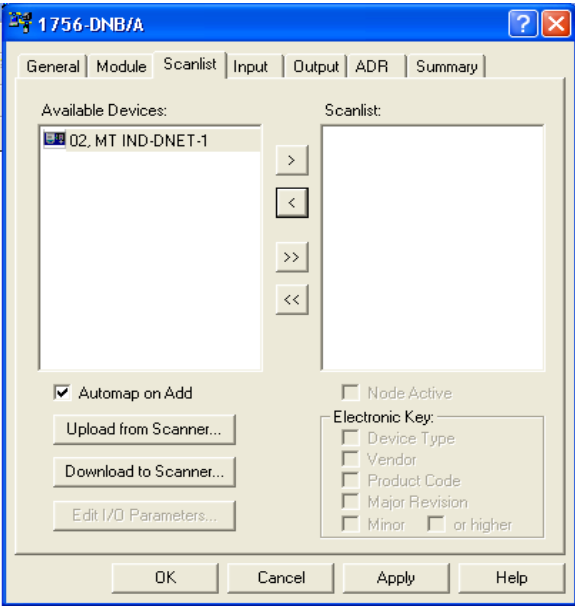 1756-DNB/A
General Module Scanlist Input Output ADR Summary
Available Devices:
Scanlist:
02, MT IND-DNET-1
>
<
>>
<<
Automap on Add
Upload from Scanner...
Download to Scanner...
Edit I/O Parameters...
Node Active
Electronic Key:
Device Type
Vendor
Product Code
Major Revision
Minor or higher
OK Cancel Apply Help